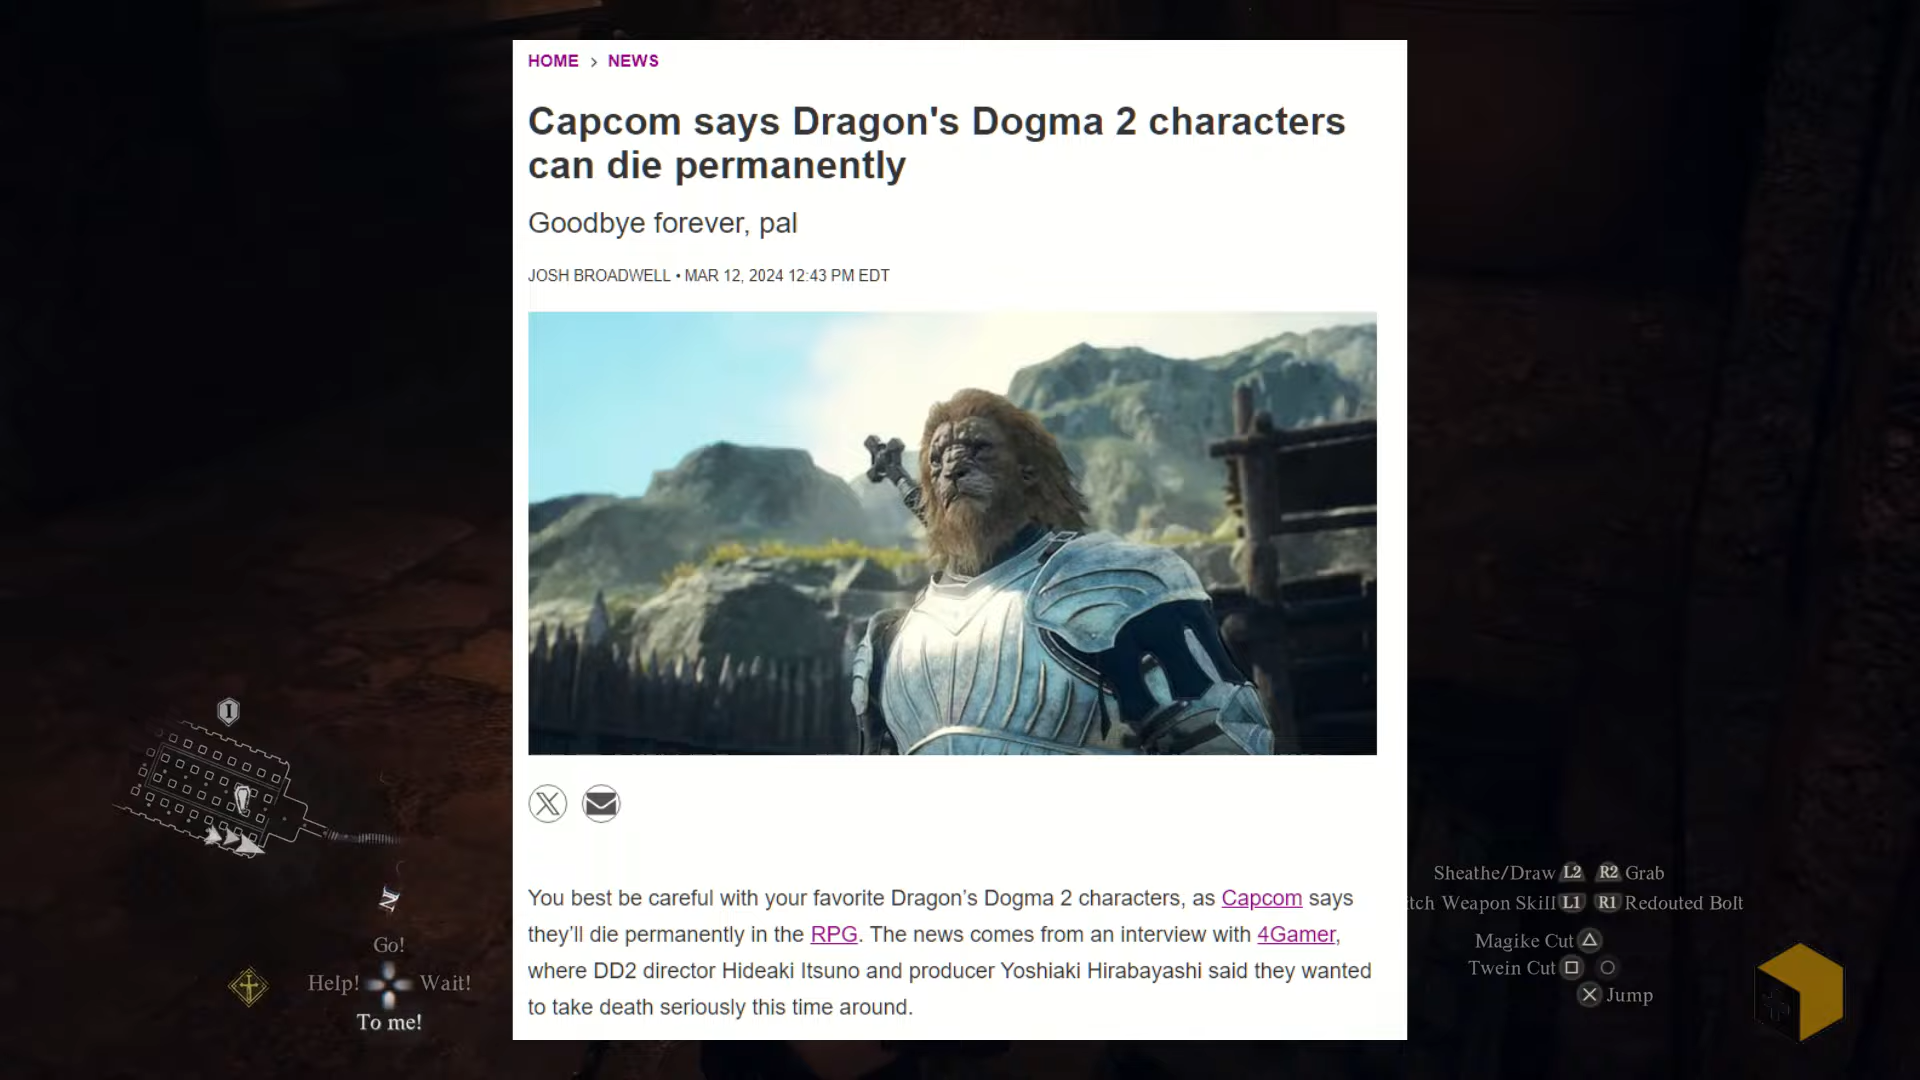 HOME > NEWS
Capcom says Dragon's Dogma 2 characters
can die permanently
Goodbye forever, pal
JOSH BROADWELL • MAR 12, 2024 12:43 PM EDT
You best be careful with your favorite Dragon's Dogma 2 characters, as Capcom says
they'll die permanently in the RPG. The news comes from an interview with 4Gamer,
where DD2 director Hideaki Itsuno and producer Yoshiaki Hirabayashi said they wanted
to take death seriously this time around.
I
N
Go!
Help! Wait!
To me!
Sheathe/Draw L2 R2 Grab
tch Weapon Skill L1 R1 Redouted Bolt
Magike Cut
Twein Cut
Jump